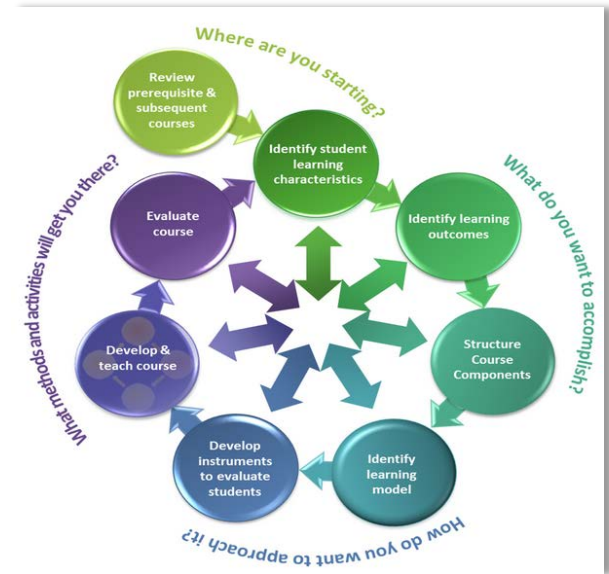 Where are you starting?
Review
prerequisite &
subsequent
courses
Identify student
learning
characteristics
What do you want to accomplish?
Identify learning
outcomes
Structure
Course
Components
How do you want to approach it?
Identify
learning
model
Develop
instruments
to evaluate
students
What methods and activities will get you there?
Develop &
teach course
Evaluate
course